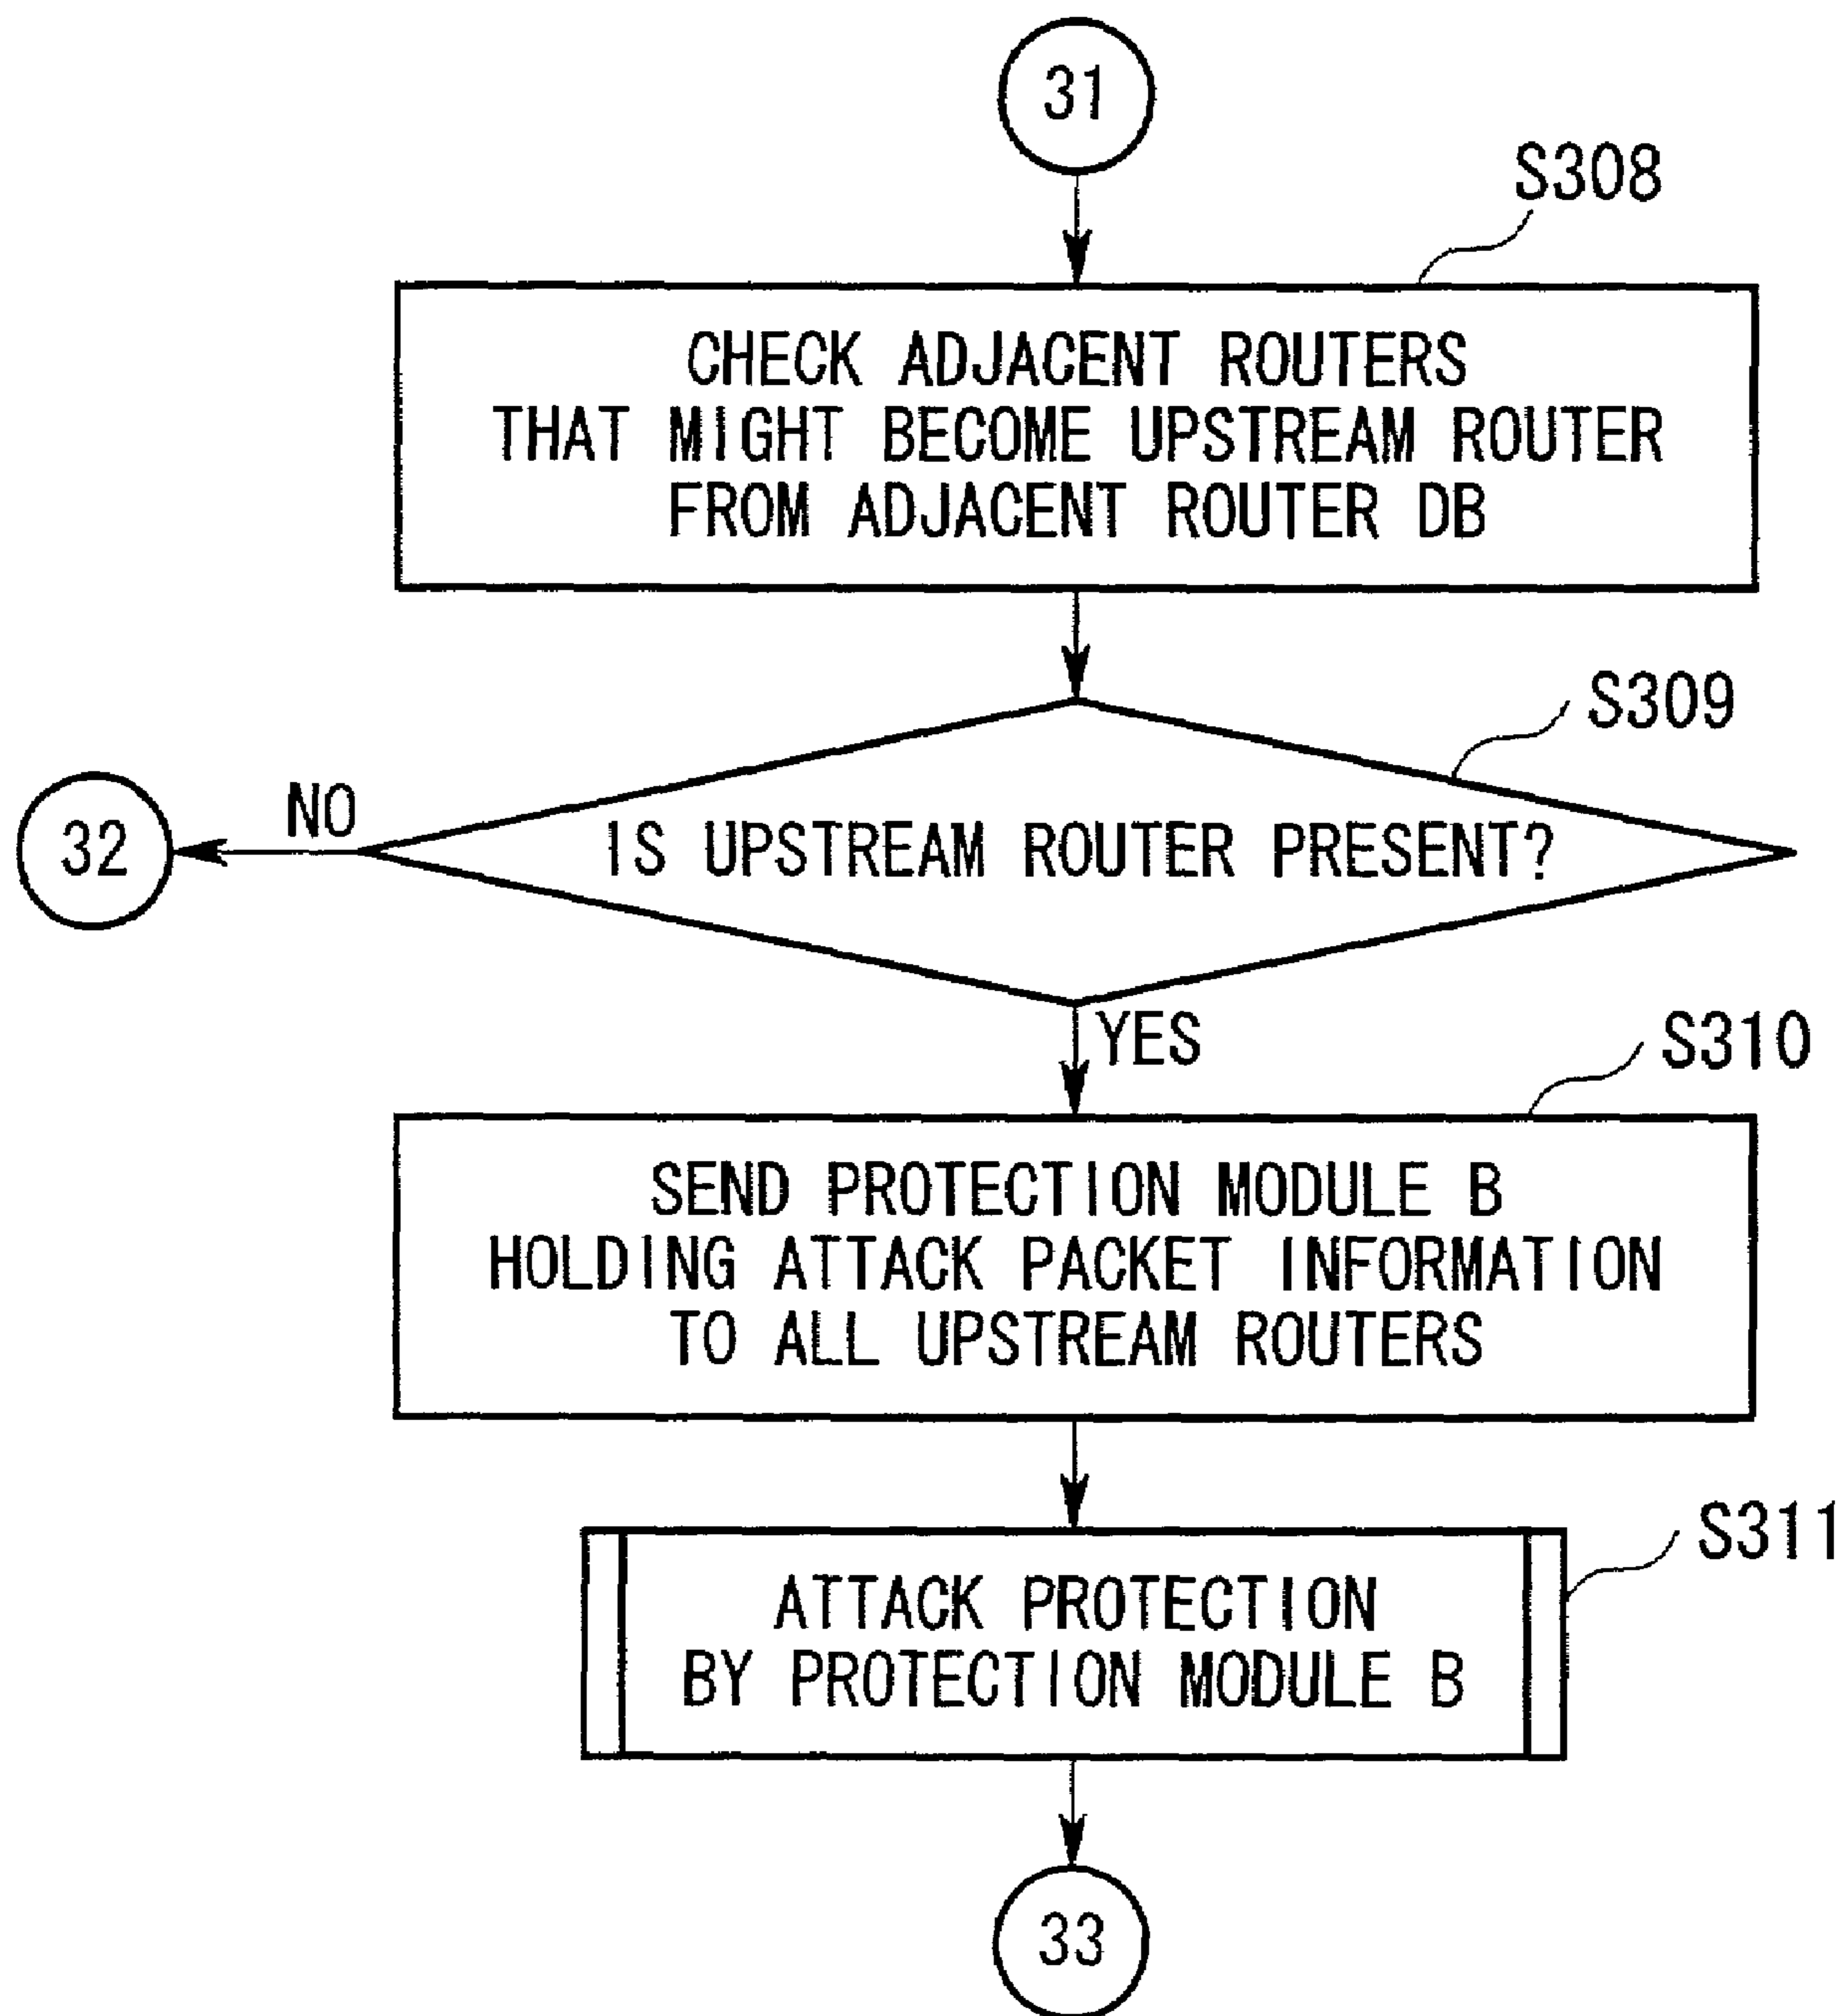 31
S308
CHECK ADJACENT ROUTERS
THAT MIGHT BECOME UPSTREAM ROUTER
FROM ADJACENT ROUTER DB
S309
32
NO
IS UPSTREAM ROUTER PRESENT?
YES
S310
SEND PROTECTION MODULE B
HOLDING ATTACK PACKET INFORMATION
TO ALL UPSTREAM ROUTERS
S311
ATTACK PROTECTION
BY PROTECTION MODULE B
33